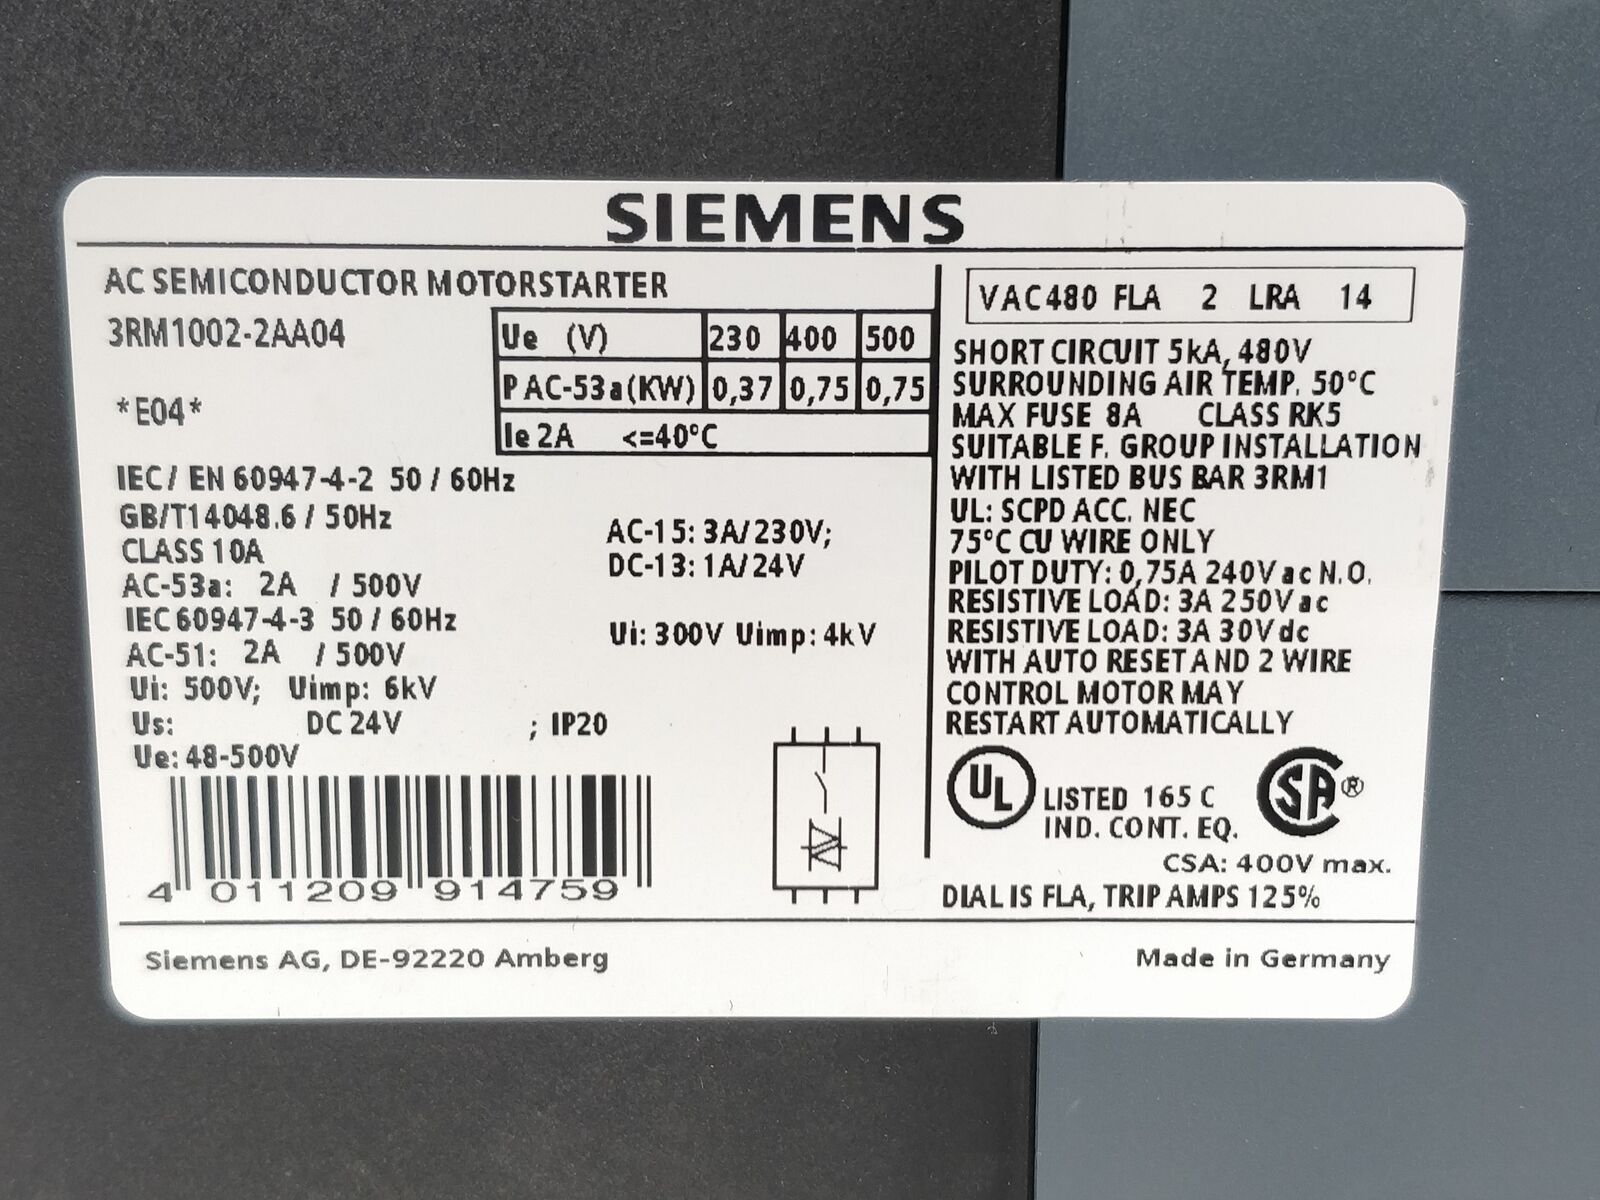 SIEMENS
AC SEMICONDUCTOR MOTORSTARTER
3RM1002-2AA04
*E04*
Ue (V) 230 400 500
P AC-53a(KW) 0,37 0,75 0,75
Ie 2A <=40°C
IEC/ EN 60947-4-2 50 / 60Hz
GB/T14048.6 / 50Hz
CLASS 10A
AC-53a: 2A / 500V
IEC60947-4-3 50 / 60Hz
AC-51: 2A / 500V
Ui: 500V; Uimp: 6kV
Us: DC 24V ; IP20
Ue: 48-500V
AC-15: 3A/230V;
DC-13: 1A/24V
Ui: 300V Uimp: 4kV
4 011209 914759
VAC480 FLA 2 LRA 14
SHORT CIRCUIT 5kA, 480V
SURROUNDING AIR TEMP. 50°C
MAX FUSE 8A CLASS RK5
SUITABLE F. GROUP INSTALLATION
WITH LISTED BUS BAR 3RM1
UL: SCPD ACC. NEC
75°C CU WIRE ONLY
PILOT DUTY: 0,75A 240Vac N.O.
RESISTIVE LOAD: 3A 250Vac
RESISTIVE LOAD: 3A 30Vdc
WITH AUTO RESET AND 2 WIRE
CONTROL MOTOR MAY
RESTART AUTOMATICALLY
UL LISTED 165 C
IND. CONT. EQ.
SA ®
CSA: 400V max.
DIAL IS FLA, TRIP AMPS 125%
Siemens AG, DE-92220 Amberg
Made in Germany